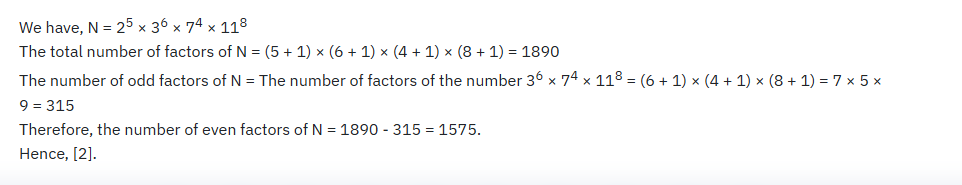 We have, N = 2⁵ × 3⁶ × 7⁴ × 11⁸
The total number of factors of N = (5 + 1) × (6 + 1) × (4 + 1) × (8 + 1) = 1890
The number of odd factors of N = The number of factors of the number 3⁶ × 7⁴ × 11⁸ = (6 + 1) × (4 + 1) × (8 + 1) = 7 × 5 ×
9 = 315
Therefore, the number of even factors of N = 1890 - 315 = 1575.
Hence, [2].